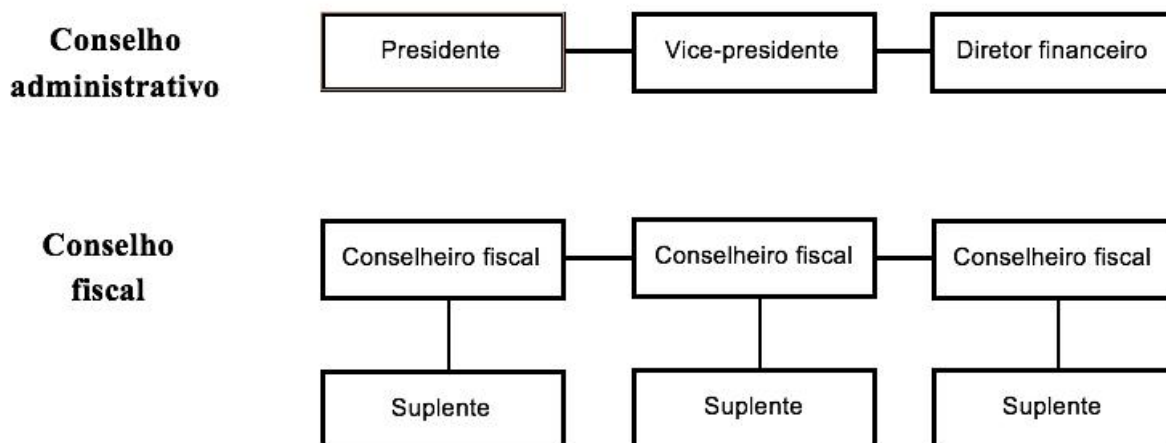 Conselho
administrativo
Presidente
Vice-presidente
Diretor financeiro
Conselho
fiscal
Conselheiro fiscal
Conselheiro fiscal
Conselheiro fiscal
Suplente
Suplente
Suplente